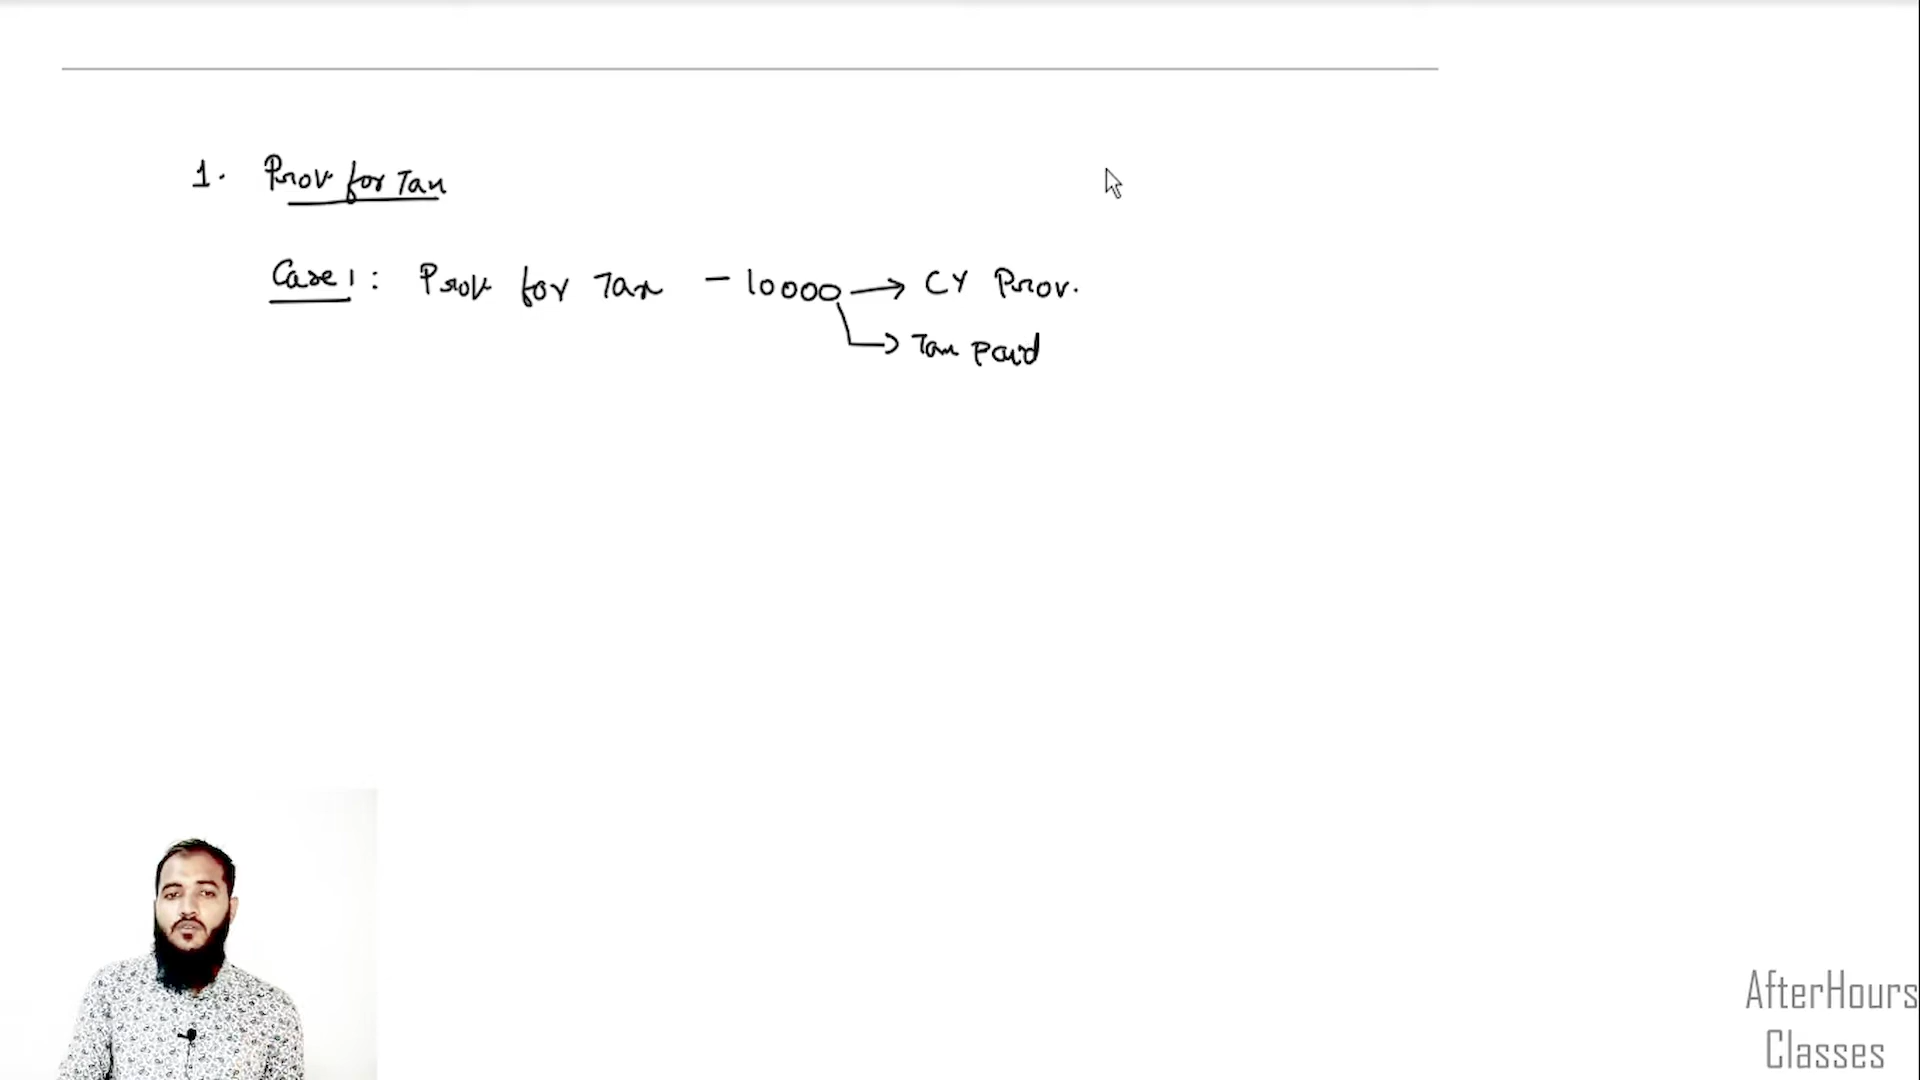 1. Prov for Tax
Case 1: Prov for Tax - 10000 → CY Prov.
→ Tax paid
AfterHours
Classes